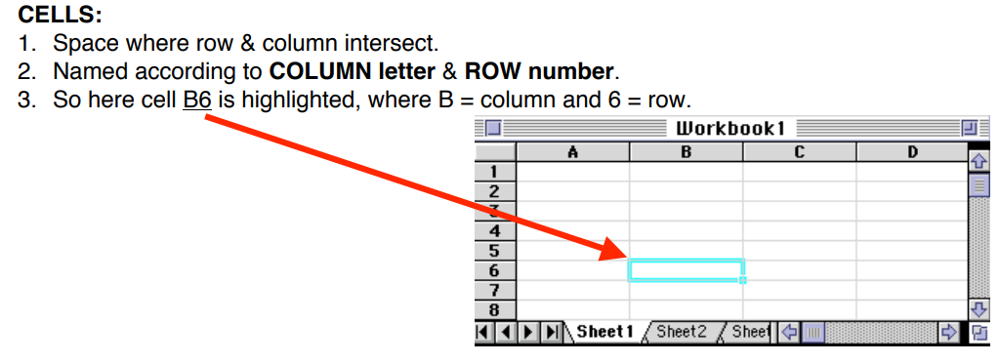 CELLS:
1. Space where row & column intersect.
2. Named according to COLUMN letter & ROW number.
3. So here cell B6 is highlighted, where B = column and 6 = row.
Workbook1
A B C D
1
2
3
4
5
6
7
8
Sheet1 Sheet2 Sheet